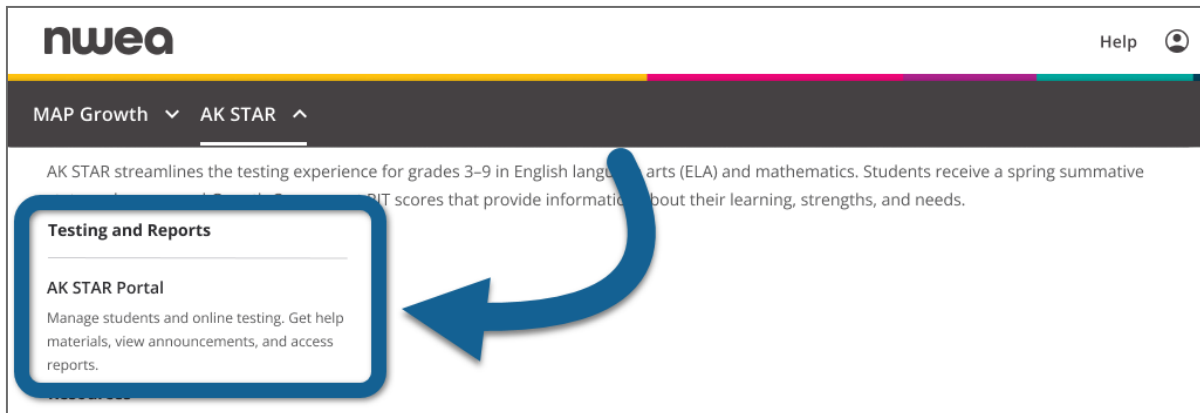 nwea
Help
MAP Growth AK STAR
AK STAR streamlines the testing experience for grades 3–9 in English arts (ELA) and mathematics. Students receive a spring summative
RIT scores that provide about their learning, strengths, and needs.
Testing and Reports
AK STAR Portal
Manage students and online testing. Get help
materials, view announcements, and access
reports.